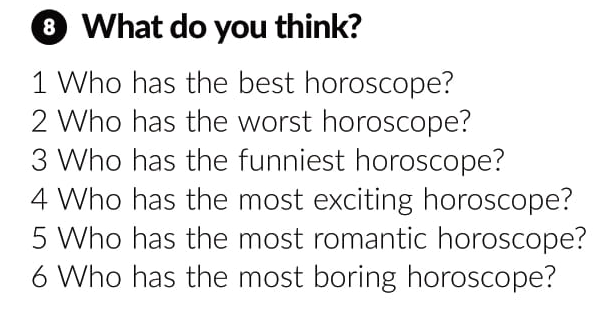 8 What do you think?
1 Who has the best horoscope?
2 Who has the worst horoscope?
3 Who has the funniest horoscope?
4 Who has the most exciting horoscope?
5 Who has the most romantic horoscope?
6 Who has the most boring horoscope?